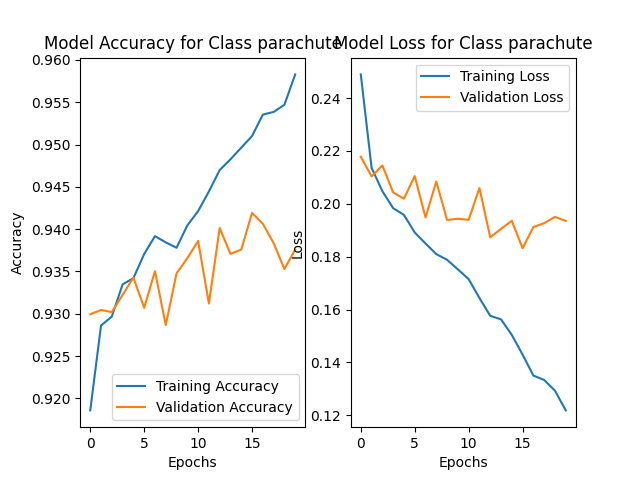 Model Accuracy for Class parachute
0.960
0.955
0.950
0.945
0.940
0.935
0.930
0.925
0.920
Accuracy
Training Accuracy
Validation Accuracy
0 5 10 15
Epochs
Model Loss for Class parachute
Training Loss
Validation Loss
0.24
0.22
0.20
0.18
0.16
0.14
0.12
Loss
0 5 10 15
Epochs